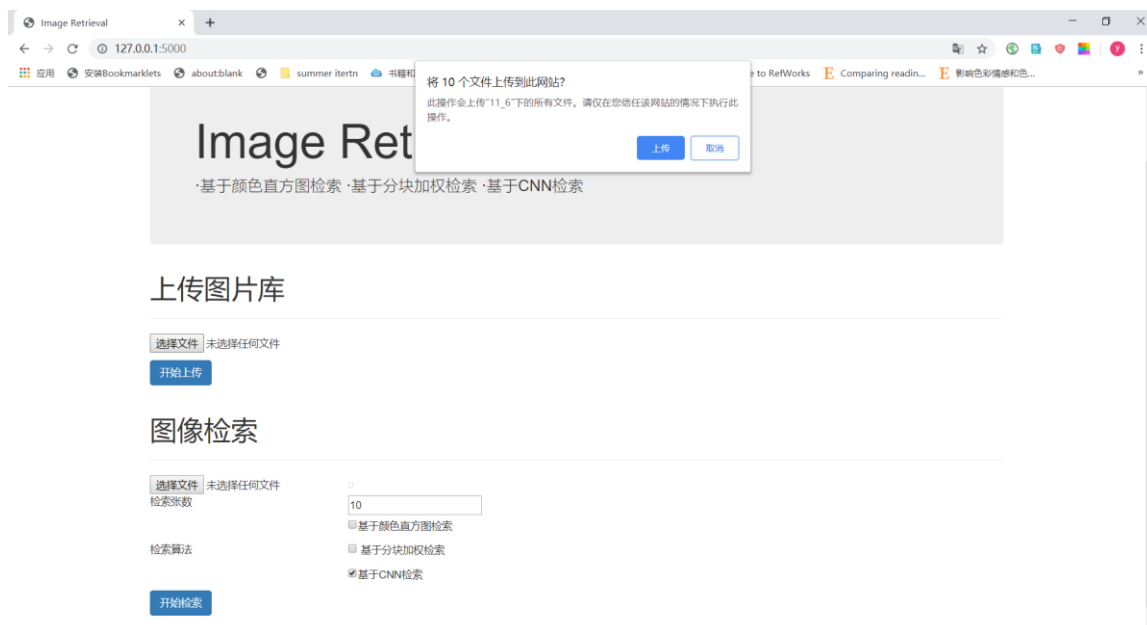 Image Retrieval
127.0.0.1:5000
应用 安装Bookmarklets about:blank summer itertn 书籍和 e to RefWorks Comparing readin... 影响色彩情感和色...
将 10 个文件上传到此网站?
此操作会上传"11_6"下的所有文件。请仅在您信任该网站的情况下执行此
操作。
上传 取消
Image Ret
·基于颜色直方图检索 ·基于分块加权检索 ·基于CNN检索
上传图片库
选择文件 未选择任何文件
开始上传
图像检索
选择文件 未选择任何文件
检索张数
10
基于颜色直方图检索
检索算法
基于分块加权检索
基于CNN检索
开始检索